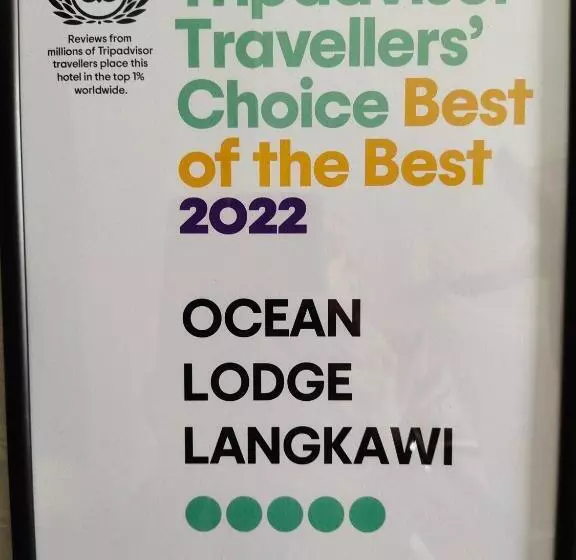 Reviews from
millions of Tripadvisor
travellers place this
hotel in the top 1%
worldwide.
Tripadvisor
Travellers'
Choice Best
of the Best
2022
OCEAN
LODGE
LANGKAWI